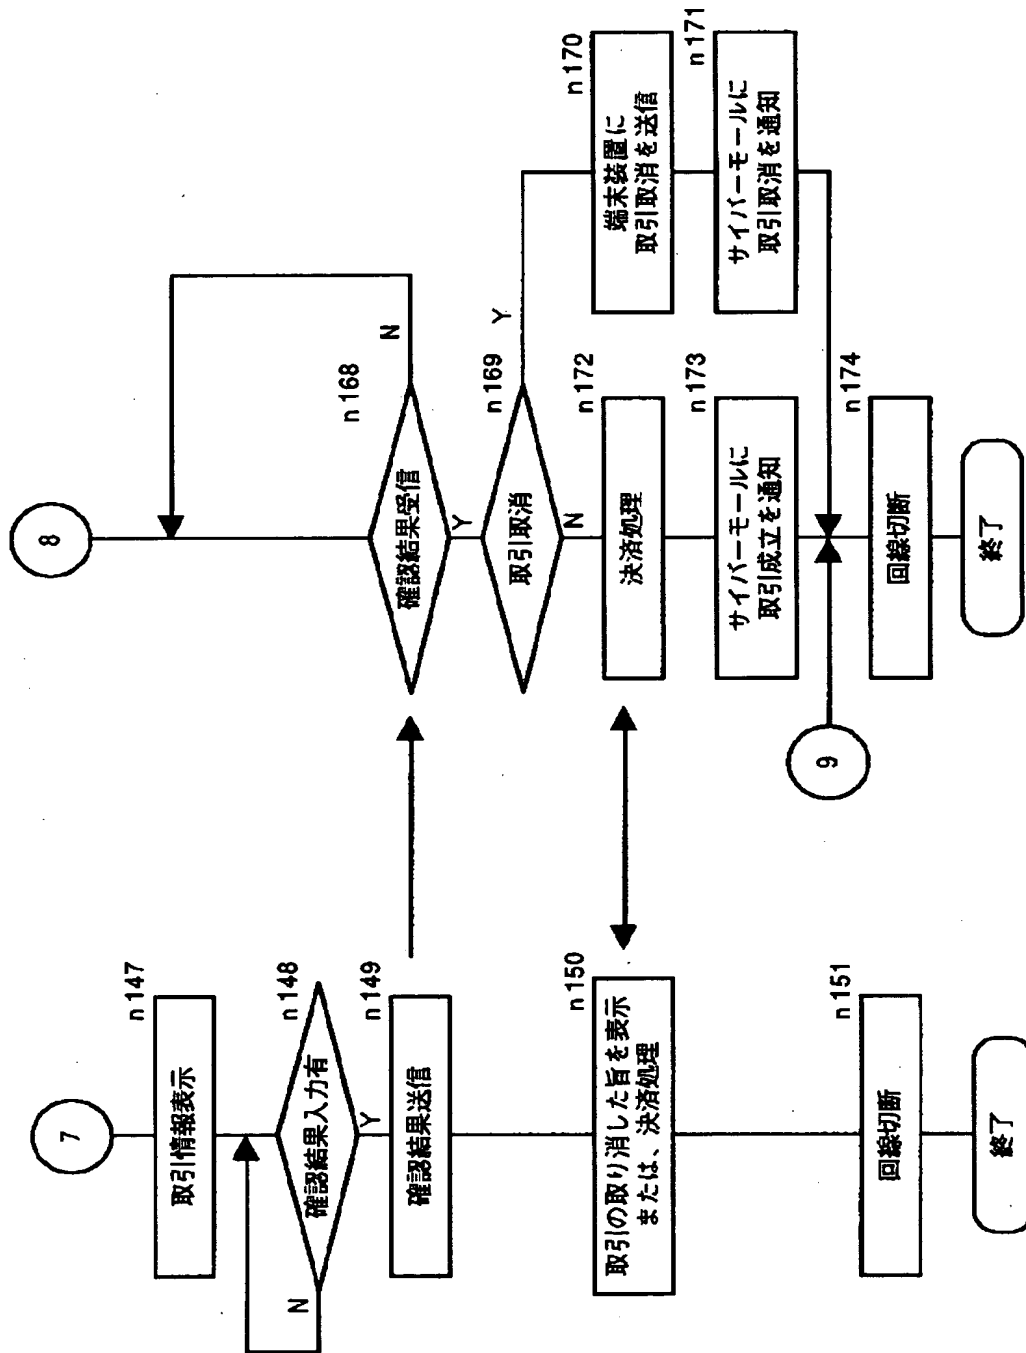 7
n147
取引情報表示
n148
確認結果入力有
N
Y
n149
確認結果送信
n150
取引の取り消した旨を表示
または、決済処理
n151
回線切断
終了
8
n168
確認結果受信
N
Y
n169
取引取消
Y
N
n170
端末装置に
取引取消を送信
n171
サイバーモールに
取引取消を通知
n172
決済処理
n173
サイバーモールに
取引成立を通知
9
n174
回線切断
終了